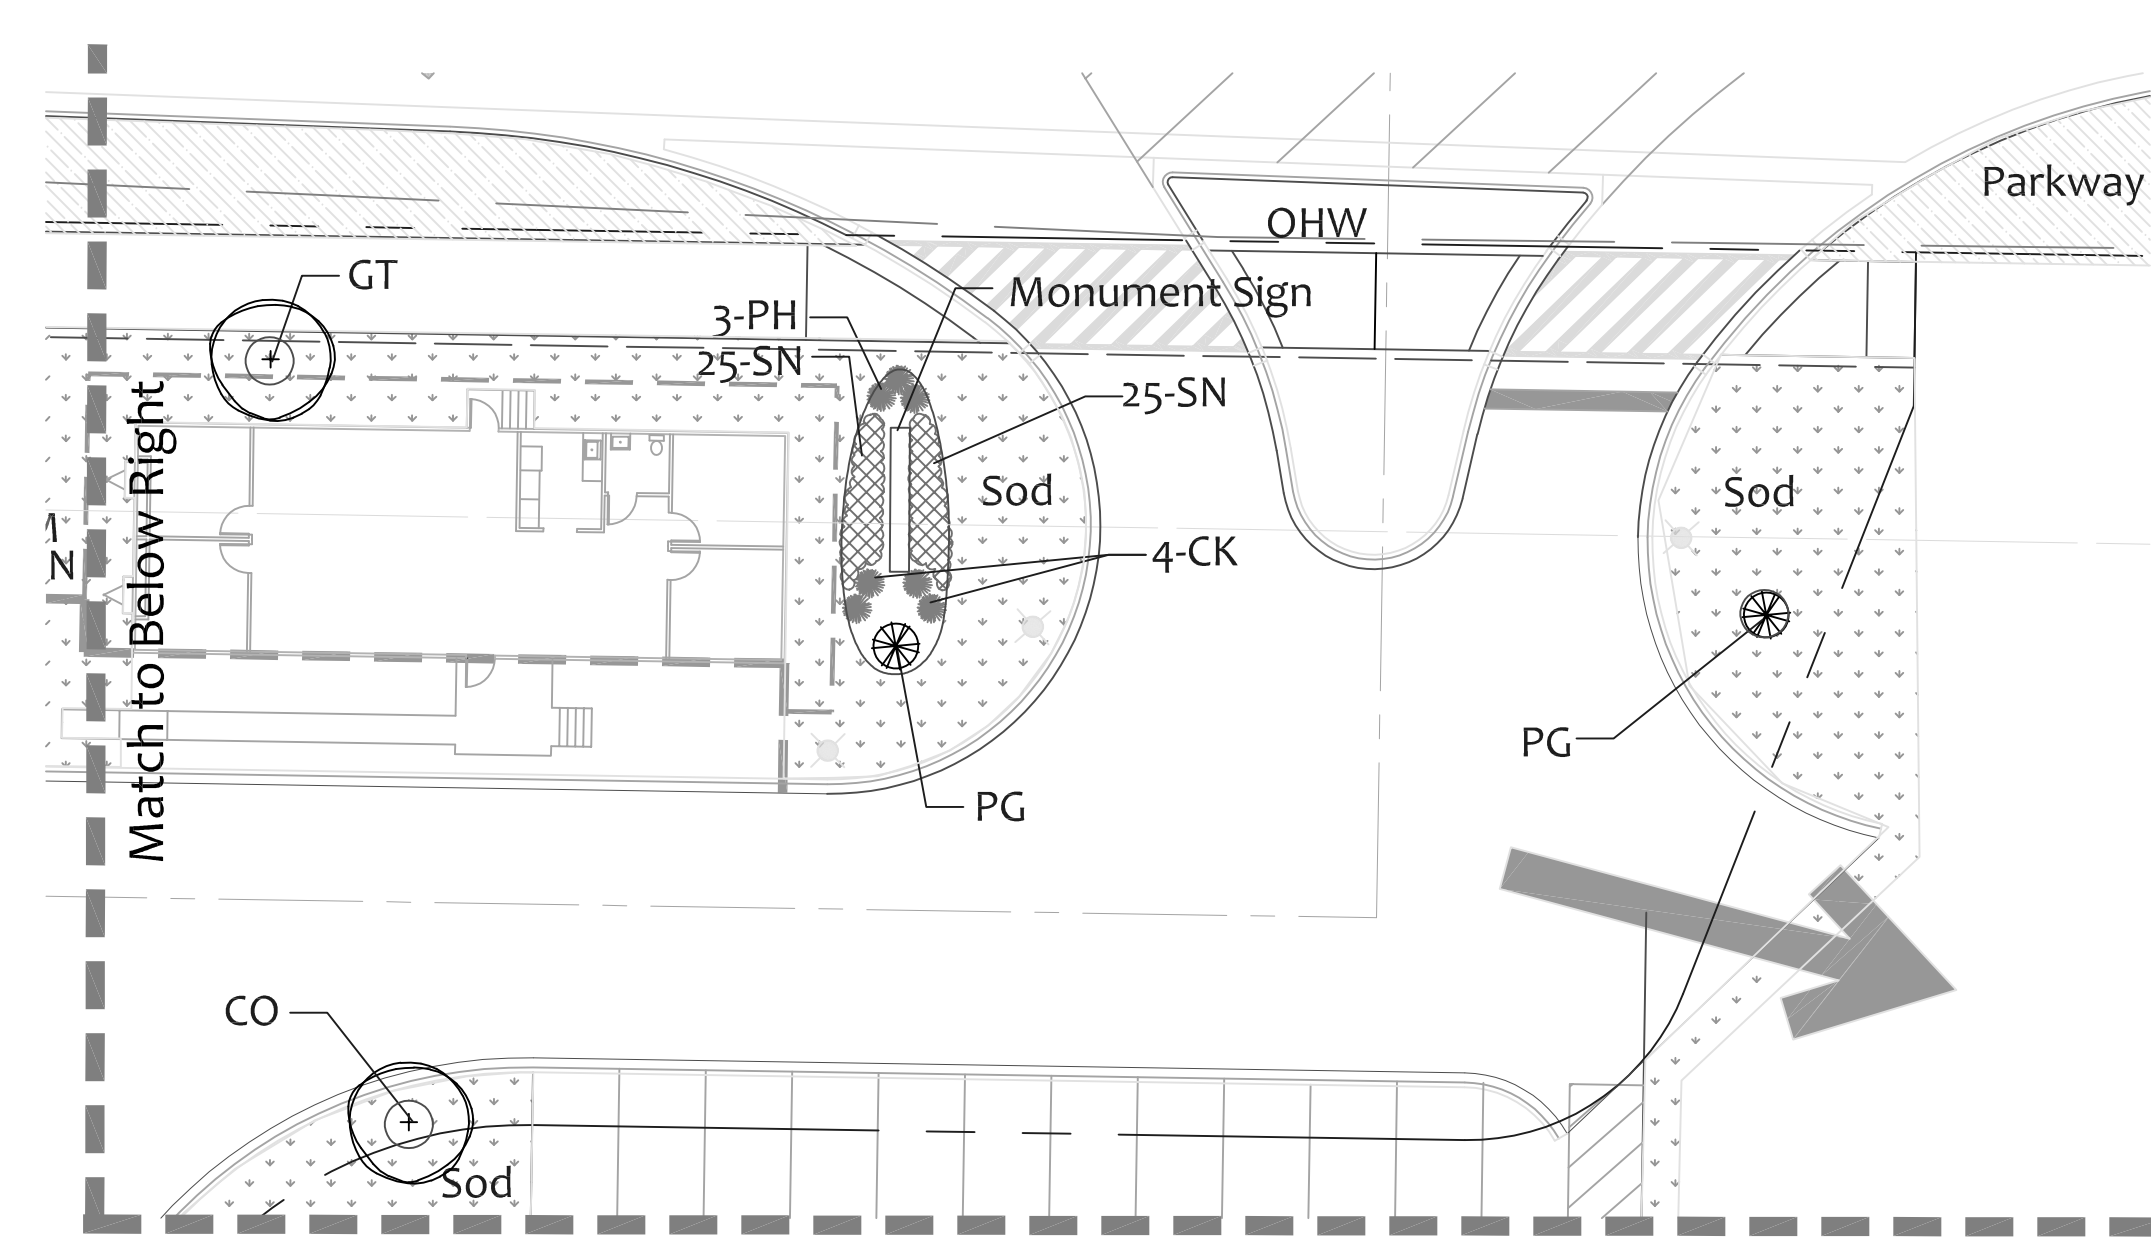 Parkway
OHW
GT
Monument Sign
3-PH
25-SN
25-SN
Sod
Sod
4-CK
Match to Below Right
PG
PG
CO
Sod